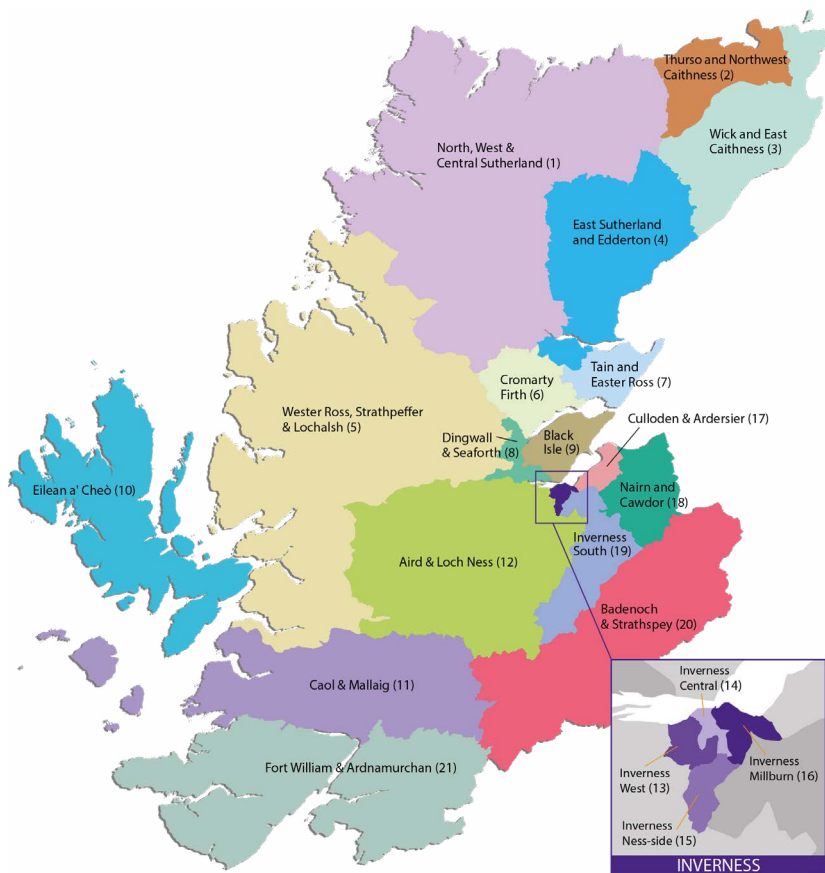 Thurso and Northwest
Caithness (2)
Wick and East
Caithness (3)
North, West &
Central Sutherland (1)
East Sutherland
and Edderton (4)
Tain and
Easter Ross (7)
Cromarty
Firth (6)
Wester Ross, Strathpeffer
& Lochalsh (5)
Culloden & Ardersier (17)
Dingwall
& Seaforth (8)
Black
Isle (9)
Eilean a' Cheò (10)
Nairn and
Cawdor (18)
Inverness
South (19)
Aird & Loch Ness (12)
Badenoch
& Strathspey (20)
Caol & Mallaig (11)
Fort William & Ardnamurchan (21)
Inverness
Central (14)
Inverness
West (13)
Inverness
Millburn (16)
Inverness
Ness-side (15)
INVERNESS